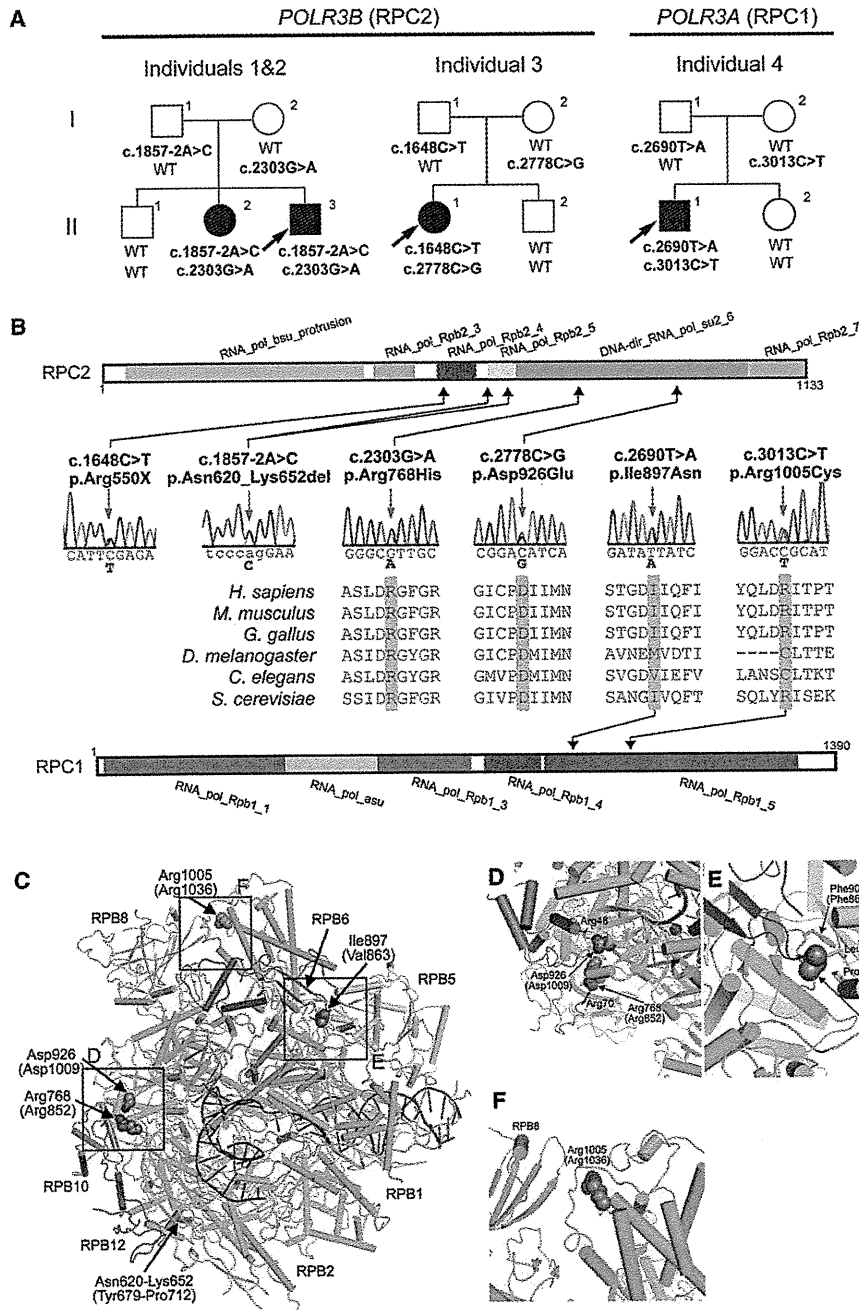 A
POLR3B (RPC2)
POLR3A (RPC1)
Individuals 1&2
Individual 3
Individual 4
I
1
2
1
2
1
2
c.1857-2A>C
WT
WT
c.2303G>A
c.1648C>T
WT
WT
c.2778C>G
c.2690T>A
WT
WT
c.3013C>T
II
1
2
3
1
2
1
2
WT
WT
c.1857-2A>C
c.2303G>A
c.1857-2A>C
c.2303G>A
c.1648C>T
c.2778C>G
WT
WT
c.2690T>A
c.3013C>T
WT
WT
B
RNA_pol_bsu_protrusion
RNA_pol_Rpb2_3
RNA_pol_Rpb2_4
RNA_pol_Rpb2_5
DNA-dir_RNA_pol_su2_6
RNA_pol_Rpb2_7
RPC2
1
1133
c.1648C>T
p.Arg550X
c.1857-2A>C
p.Asn620_Lys652del
c.2303G>A
p.Arg768His
c.2778C>G
p.Asp926Glu
c.2690T>A
p.Ile897Asn
c.3013C>T
p.Arg1005Cys
CATTCGAGA
T
tcccagGAA
C
GGGCGTTGC
A
CGGACATCA
G
GATATTATC
A
GGACCGCAT
T
H. sapiens ASLDRGFGR GICPDIIMN STGDIIQFI YQLDRITPT
M. musculus ASLDRGFGR GICPDIIMN STGDIIQFI YQLDRITPT
G. gallus ASLDRGFGR GICPDIIMN STGDIIQFI YQLDRITPT
D. melanogaster ASIDRGYGR GICPDMIMN AVNEMVDTI ----CLTTE
C. elegans ASLDRGYGR GMVPDMIMN SVGDVIEFV LANSCLTKT
S. cerevisiae SSIDRGFGR GIVPDIIMN SANGIVQFT SQLYRISEK
RPC1
1
1390
RNA_pol_Rpb1_1
RNA_pol_asu
RNA_pol_Rpb1_3
RNA_pol_Rpb1_4
RNA_pol_Rpb1_5
C
Arg1005
(Arg1036)
F
RPB8
RPB6
Ile897
(Val863)
RPB5
E
Asp926
(Asp1009)
D
Arg768
(Arg852)
RPB10
RPB12
RPB1
RPB2
Asn620-Lys652
(Tyr679-Pro712)
D
Arg48
Asp926
(Asp1009)
Arg70
Arg768
(Arg852)
E
Phe90
(Phe86
Leu
Pro
F
RPB8
Arg1005
(Arg1036)